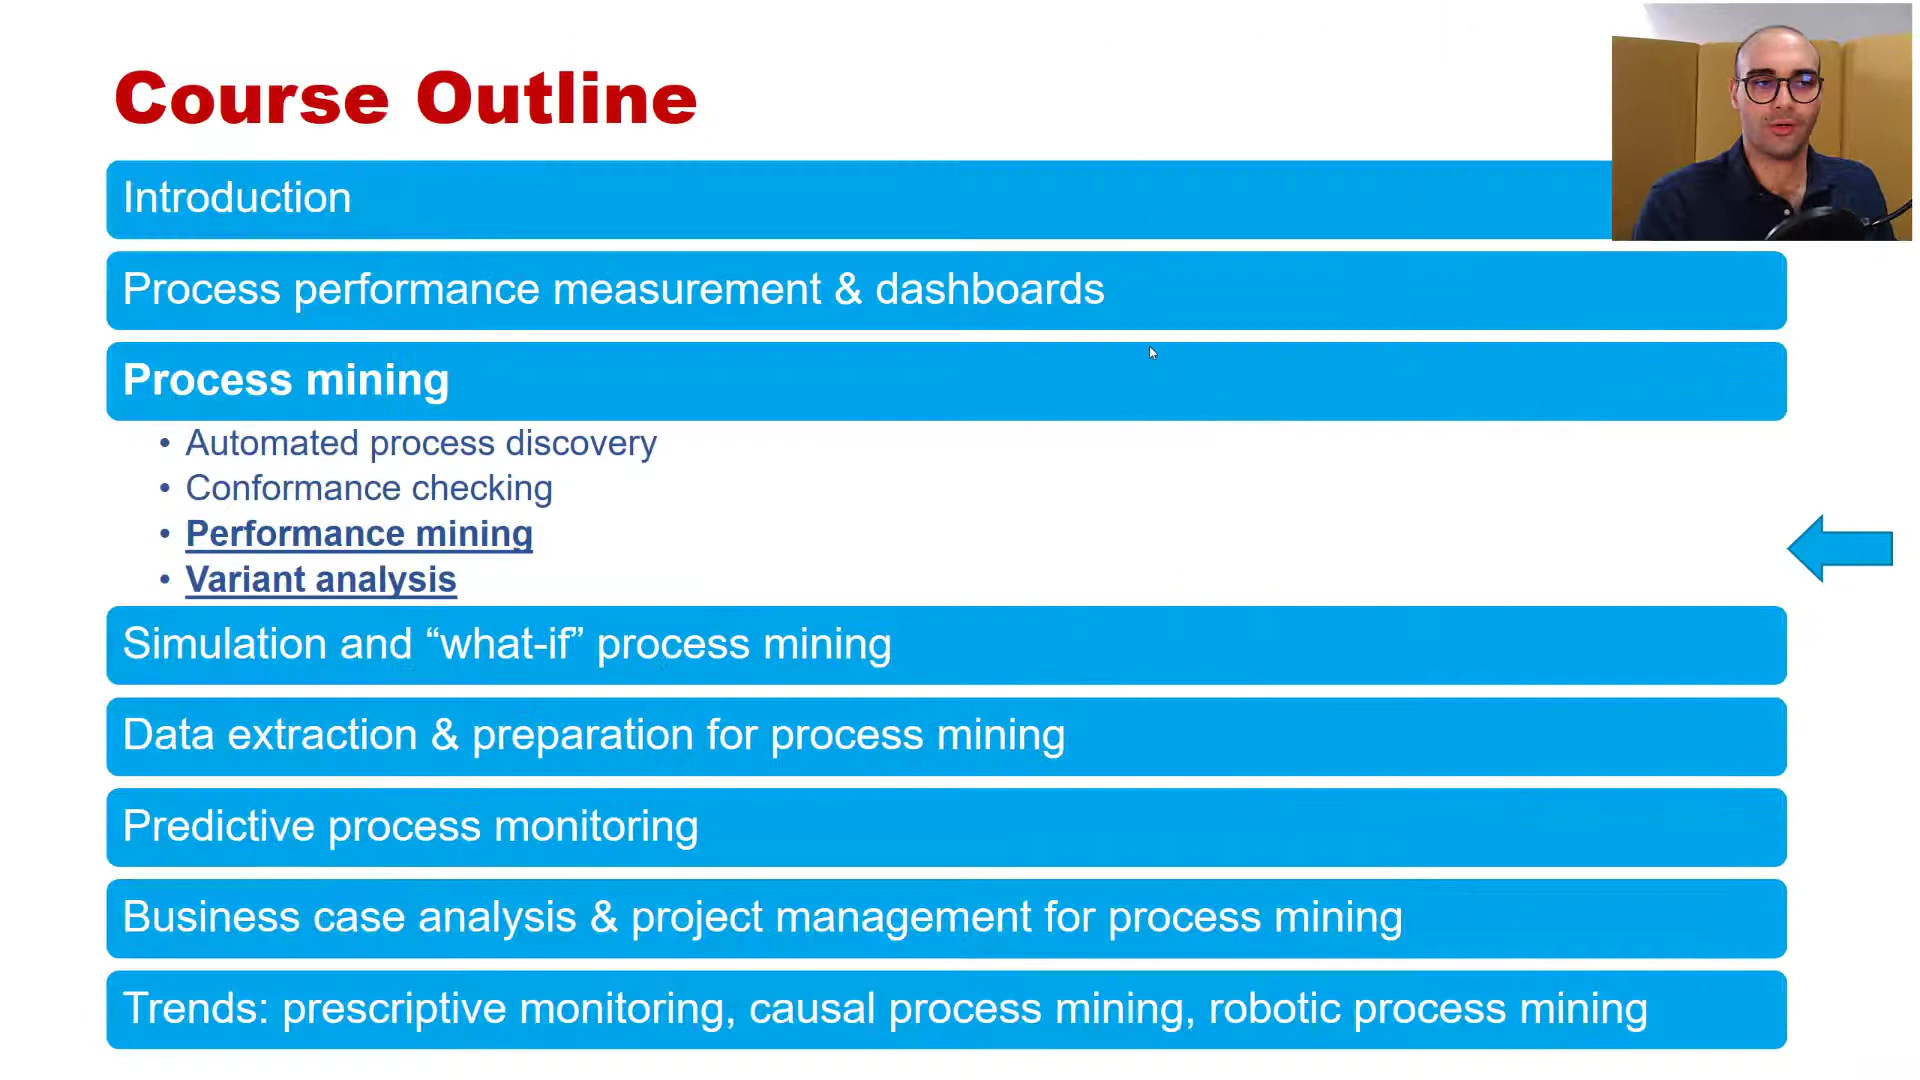 Course Outline
Introduction
Process performance measurement & dashboards
Process mining
• Automated process discovery
• Conformance checking
• Performance mining
• Variant analysis
Simulation and “what-if” process mining
Data extraction & preparation for process mining
Predictive process monitoring
Business case analysis & project management for process mining
Trends: prescriptive monitoring, causal process mining, robotic process mining